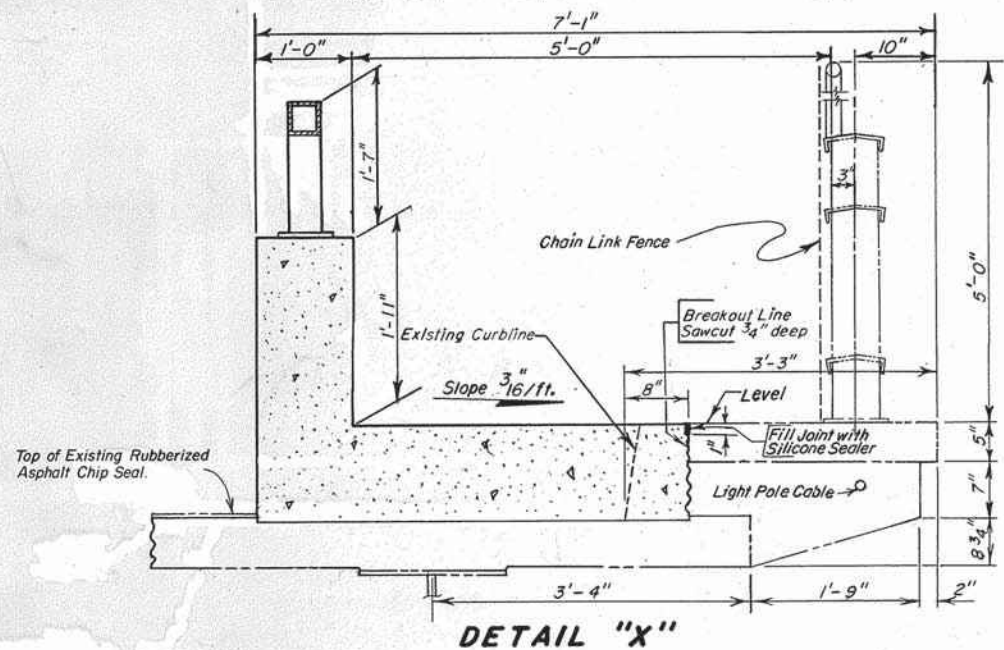 7'-1"
1'-0"
5'-0"
10"
1'-7"
3"
Chain Link Fence
5'-0"
1'-11"
Breakout Line
Sawcut 3/4" deep
Existing Curbline
3'-3"
Slope 3/16"/ft.
8"
Level
1"
Fill Joint with
Silicone Sealer
5"
Top of Existing Rubberized
Asphalt Chip Seal.
Light Pole Cable
7"
8 3/4"
3'-4"
1'-9"
2"
DETAIL "X"